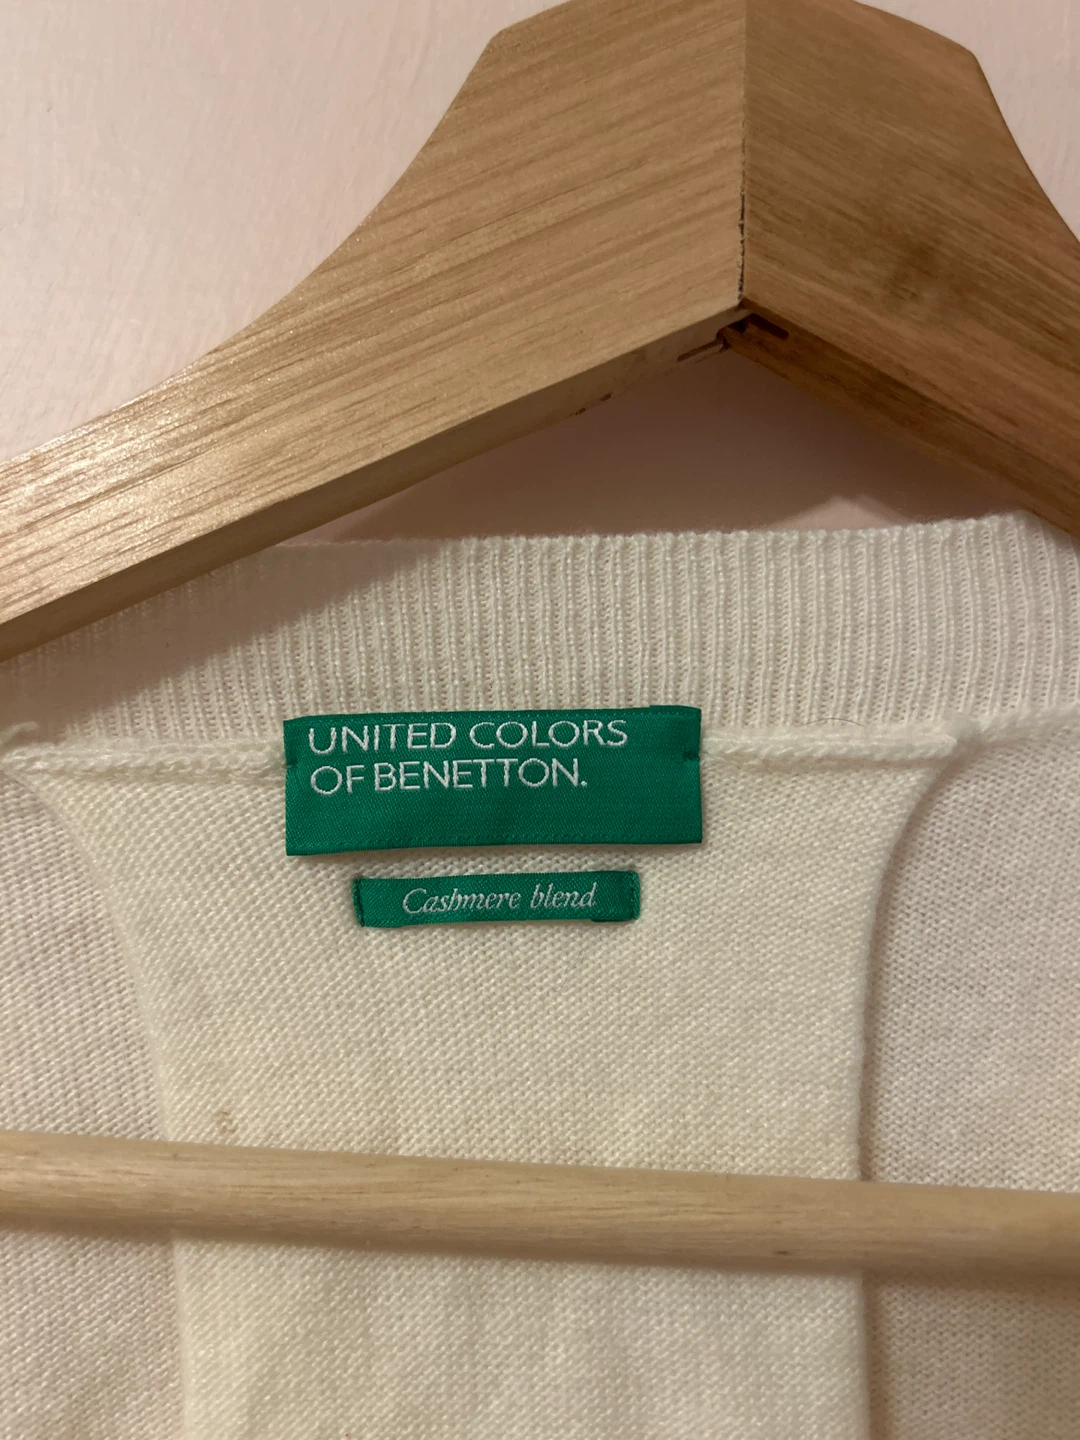 UNITED COLORS
OF BENETTON.
Cashmere blend